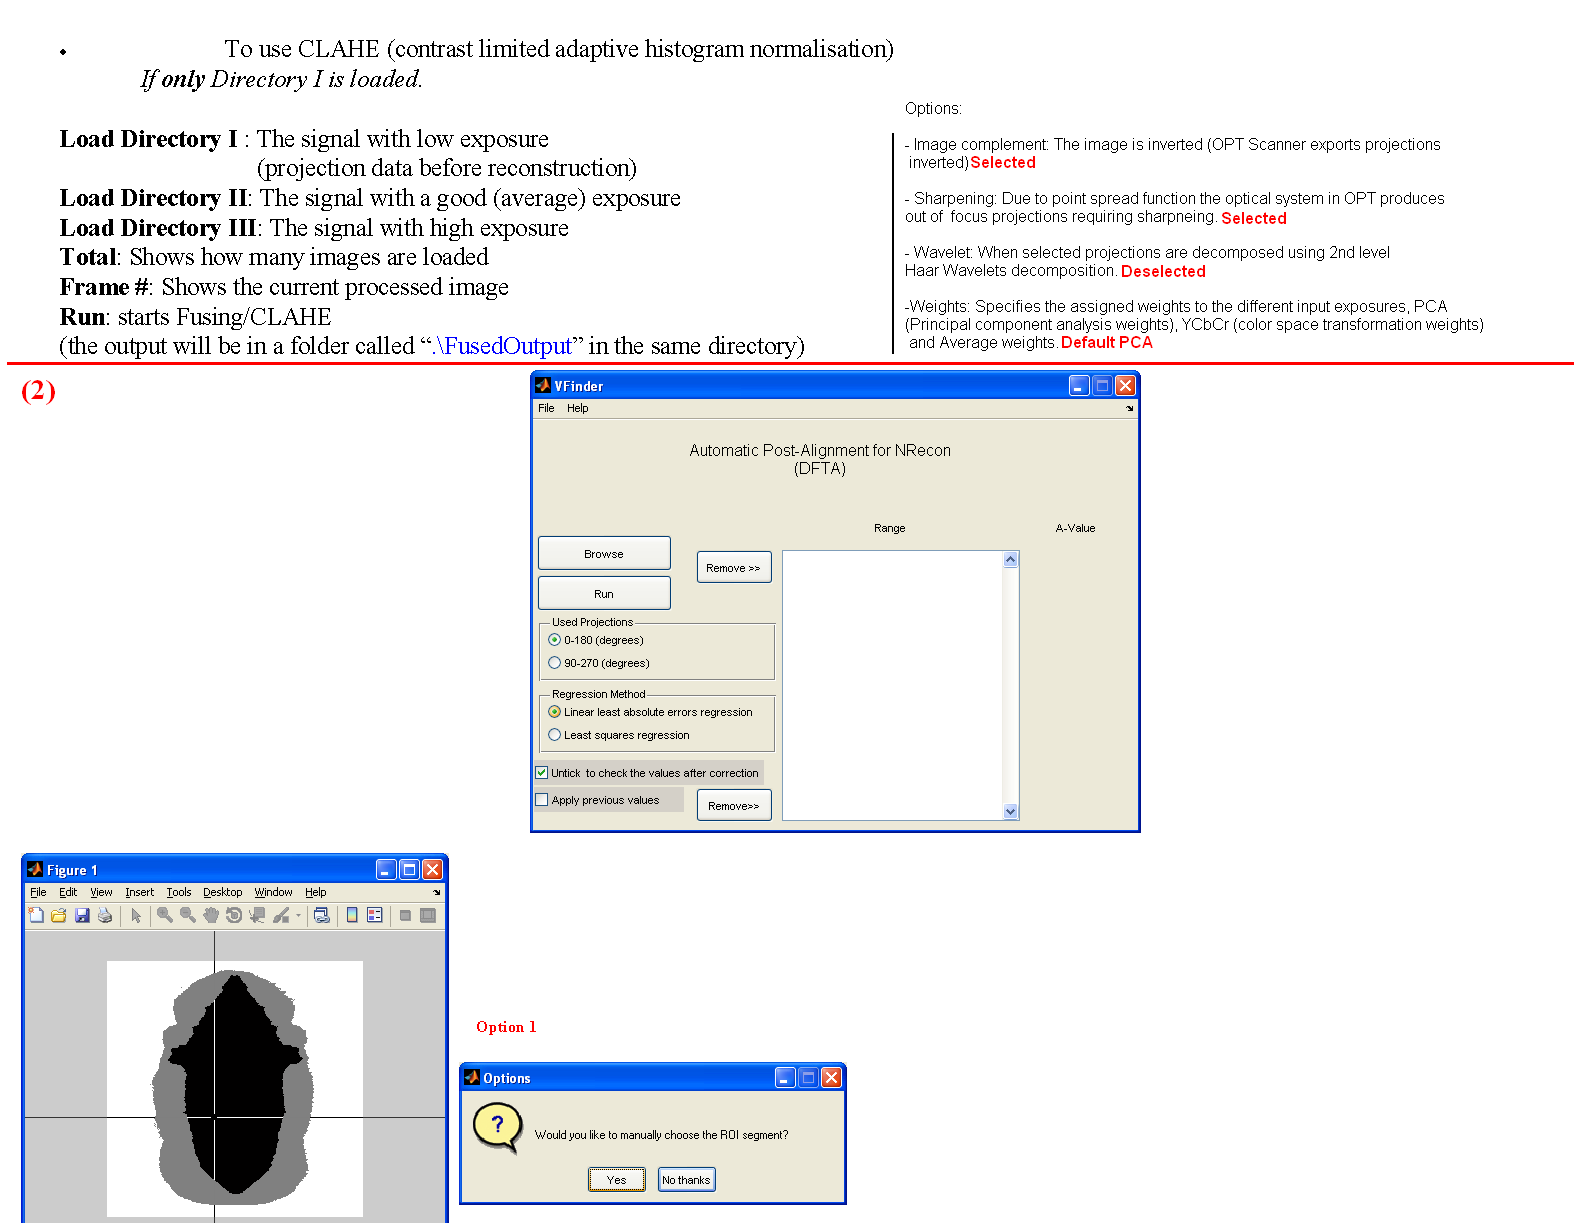 • To use CLAHE (contrast limited adaptive histogram normalisation)
If only Directory I is loaded.
Load Directory I : The signal with low exposure
(projection data before reconstruction)
Load Directory II: The signal with a good (average) exposure
Load Directory III: The signal with high exposure
Total: Shows how many images are loaded
Frame #: Shows the current processed image
Run: starts Fusing/CLAHE
(the output will be in a folder called “.\FusedOutput” in the same directory)
Options:
- Image complement: The image is inverted (OPT Scanner exports projections
inverted) Selected
- Sharpening: Due to point spread function the optical system in OPT produces
out of focus projections requiring sharpneing. Selected
- Wavelet: When selected projections are decomposed using 2nd level
Haar Wavelets decomposition. Deselected
-Weights: Specifies the assigned weights to the different input exposures, PCA
(Principal component analysis weights), YCbCr (color space transformation weights)
and Average weights. Default PCA
(2)
VFinder
File Help
Automatic Post-Alignment for NRecon
(DFTA)
Range A-Value
Browse
Remove >>
Run
Used Projections
0-180 (degrees)
90-270 (degrees)
Regression Method
Linear least absolute errors regression
Least squares regression
Untick to check the values after correction
Apply previous values
Remove>>
Figure 1
File Edit View Insert Tools Desktop Window Help
Option 1
Options
?
Would you like to manually choose the ROI segment?
Yes No thanks